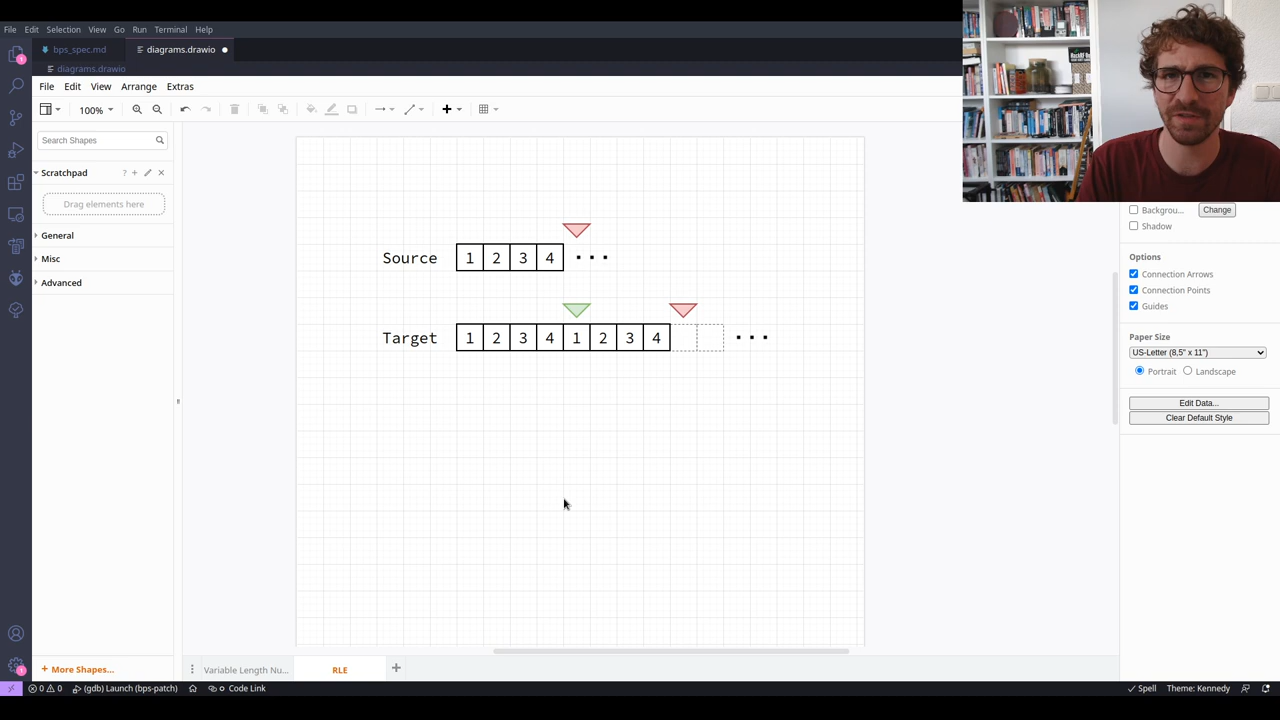 File Edit Selection View Go Run Terminal Help
bps_spec.md diagrams.drawio
diagrams.drawio
File Edit View Arrange Extras
100%
Search Shapes
Scratchpad
Drag elements here
General
Misc
Advanced
Source 1 2 3 4 ...
Target 1 2 3 4 1 2 3 4 ...
Backgrou... Change
Shadow
Options
Connection Arrows
Connection Points
Guides
Paper Size
US-Letter (8,5" x 11")
Portrait Landscape
Edit Data...
Clear Default Style
+ More Shapes...
Variable Length Nu... RLE
0 0 (gdb) Launch (bps-patch) 0 Code Link Spell Theme: Kennedy